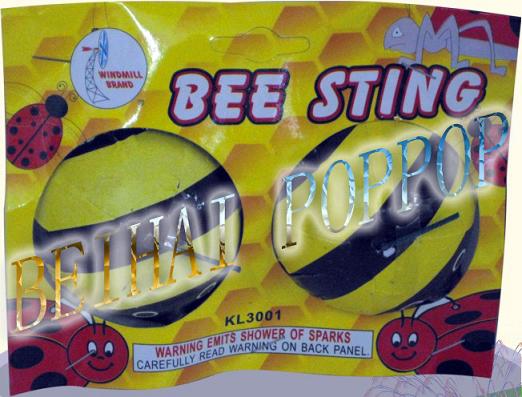 WINDMILL
BRAND
BEE STING
BEIHAI POPPOP
KL3001
WARNING EMITS SHOWER OF SPARKS
CAREFULLY READ WARNING ON BACK PANEL.